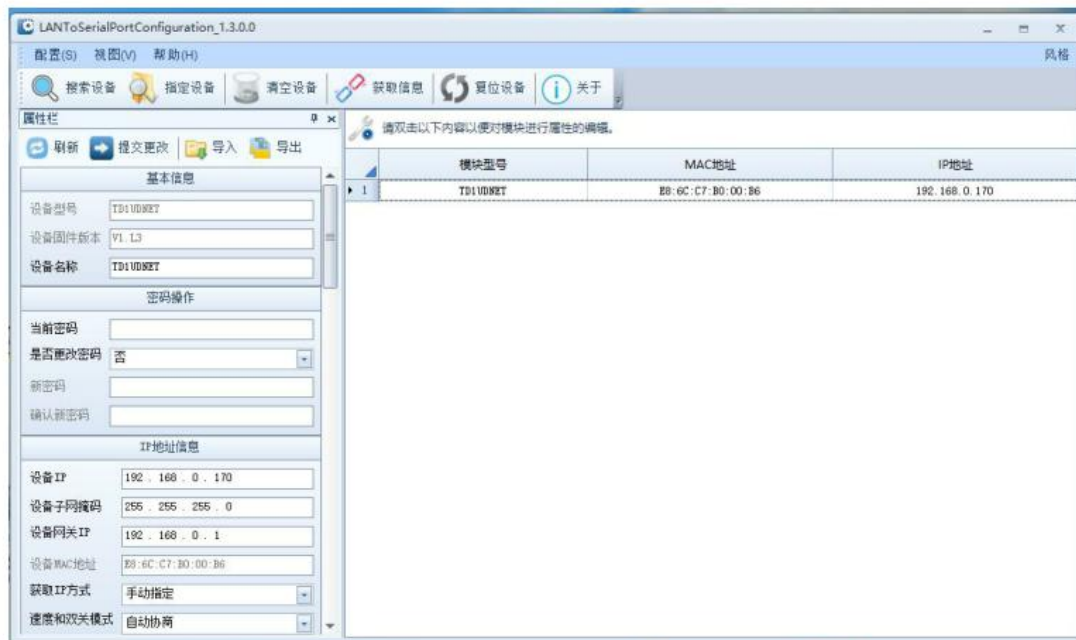 LANToSerialPortConfiguration_1.3.0.0
配置(S) 视图(V) 帮助(H) 风格
搜索设备 指定设备 清空设备 获取信息 复位设备 关于
属性栏
刷新 提交更改 导入 导出
基本信息
设备型号 TD1UDNET
设备固件版本 V1.13
设备名称 TD1UDNET
密码操作
当前密码
是否更改密码 否
新密码
确认新密码
IP地址信息
设备IP 192 . 168 . 0 . 170
设备子网掩码 255 . 255 . 255 . 0
设备网关IP 192 . 168 . 0 . 1
设备MAC地址 E8:6C:C7:B0:00:B6
获取IP方式 手动指定
速度和双关模式 自动协商
请双击以下内容以便对模块进行属性的编辑。
模块型号 MAC地址 IP地址
1 TD1UDNET E8:6C:C7:B0:00:B6 192.168.0.170